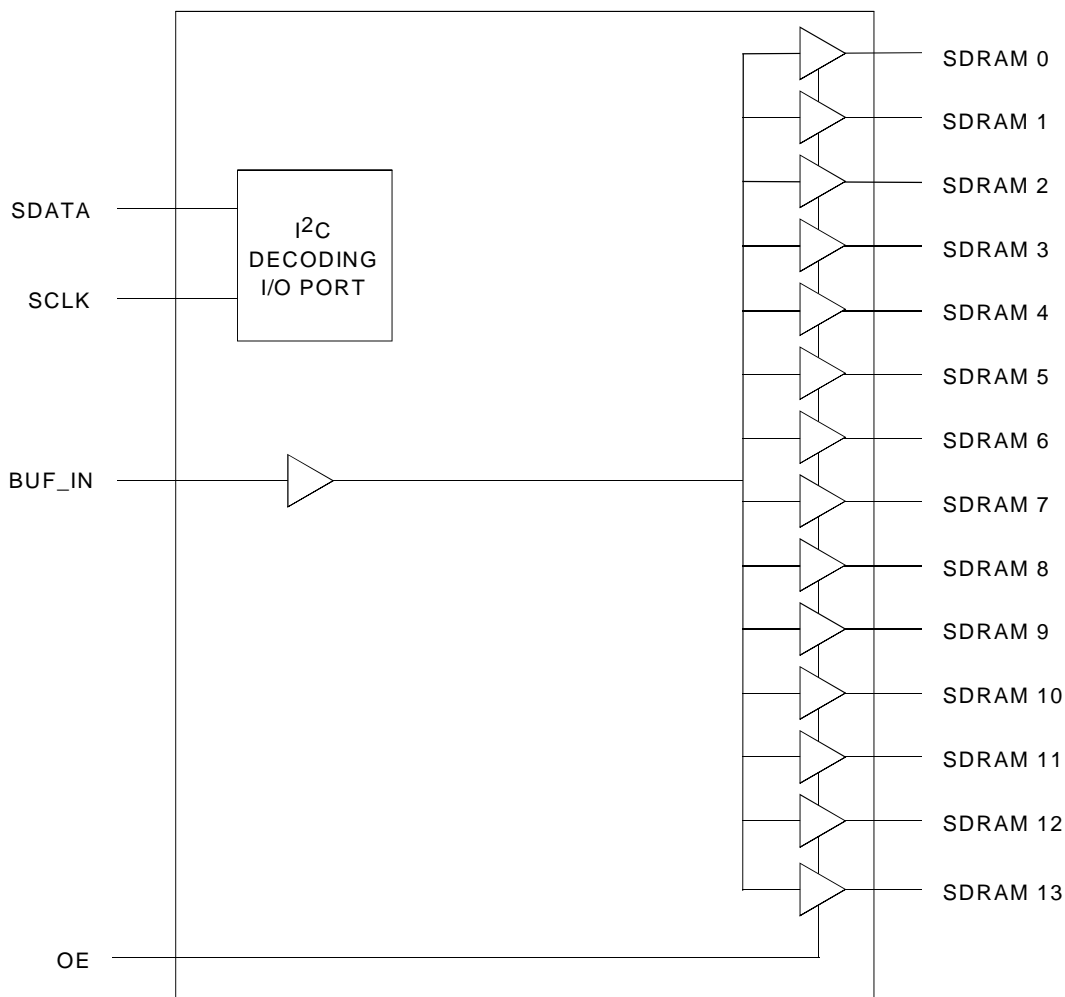 SDATA
SCLK
I²C
DECODING
I/O PORT
BUF_IN
OE
SDRAM 0
SDRAM 1
SDRAM 2
SDRAM 3
SDRAM 4
SDRAM 5
SDRAM 6
SDRAM 7
SDRAM 8
SDRAM 9
SDRAM 10
SDRAM 11
SDRAM 12
SDRAM 13